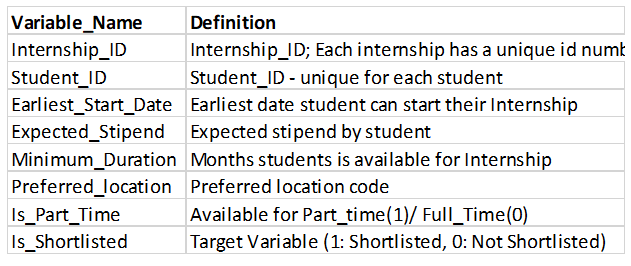 Variable_Name Definition
Internship_ID Internship_ID; Each internship has a unique id numb
Student_ID Student_ID - unique for each student
Earliest_Start_Date Earliest date student can start their Internship
Expected_Stipend Expected stipend by student
Minimum_Duration Months students is available for Internship
Preferred_location Preferred location code
Is_Part_Time Available for Part_time(1)/ Full_Time(0)
Is_Shortlisted Target Variable (1: Shortlisted, 0: Not Shortlisted)